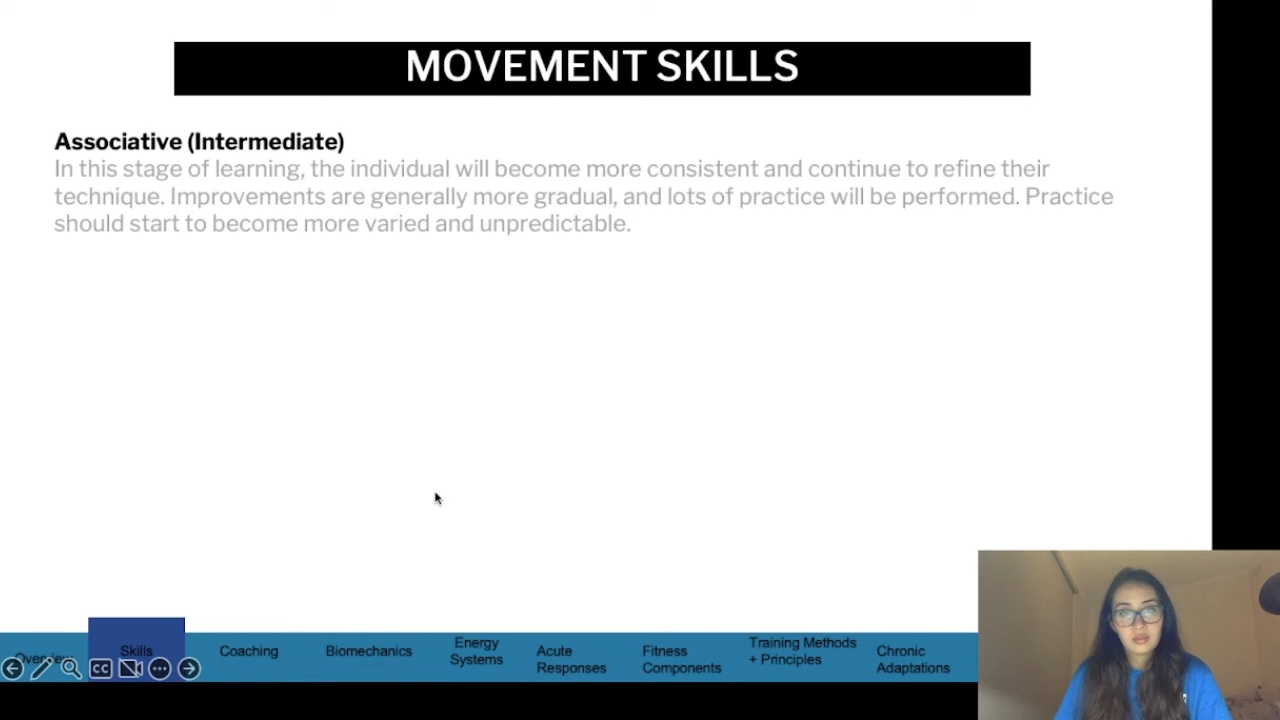 MOVEMENT SKILLS
Associative (Intermediate)
In this stage of learning, the individual will become more consistent and continue to refine their
technique. Improvements are generally more gradual, and lots of practice will be performed. Practice
should start to become more varied and unpredictable.
Overview
Skills
Coaching
Biomechanics
Energy
Systems
Acute
Responses
Fitness
Components
Training Methods
+ Principles
Chronic
Adaptations
CC